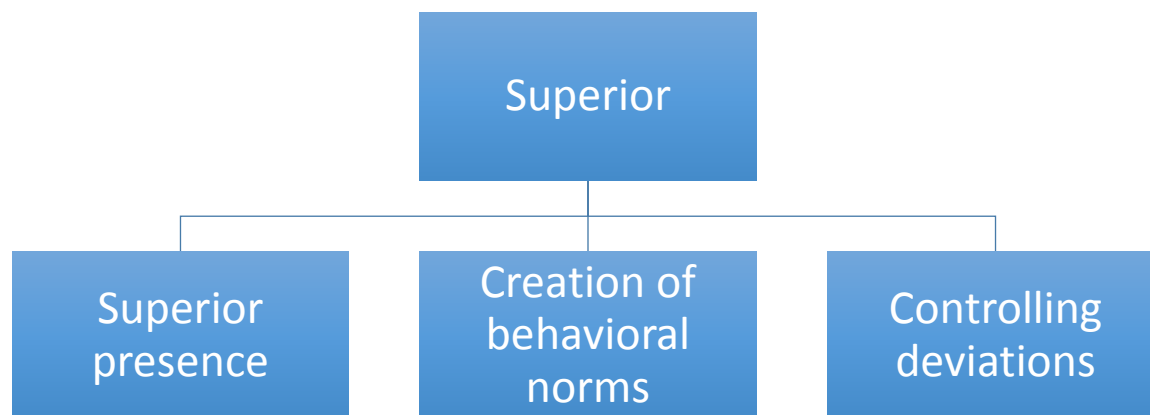 Superior
Superior
presence
Creation of
behavioral
norms
Controlling
deviations